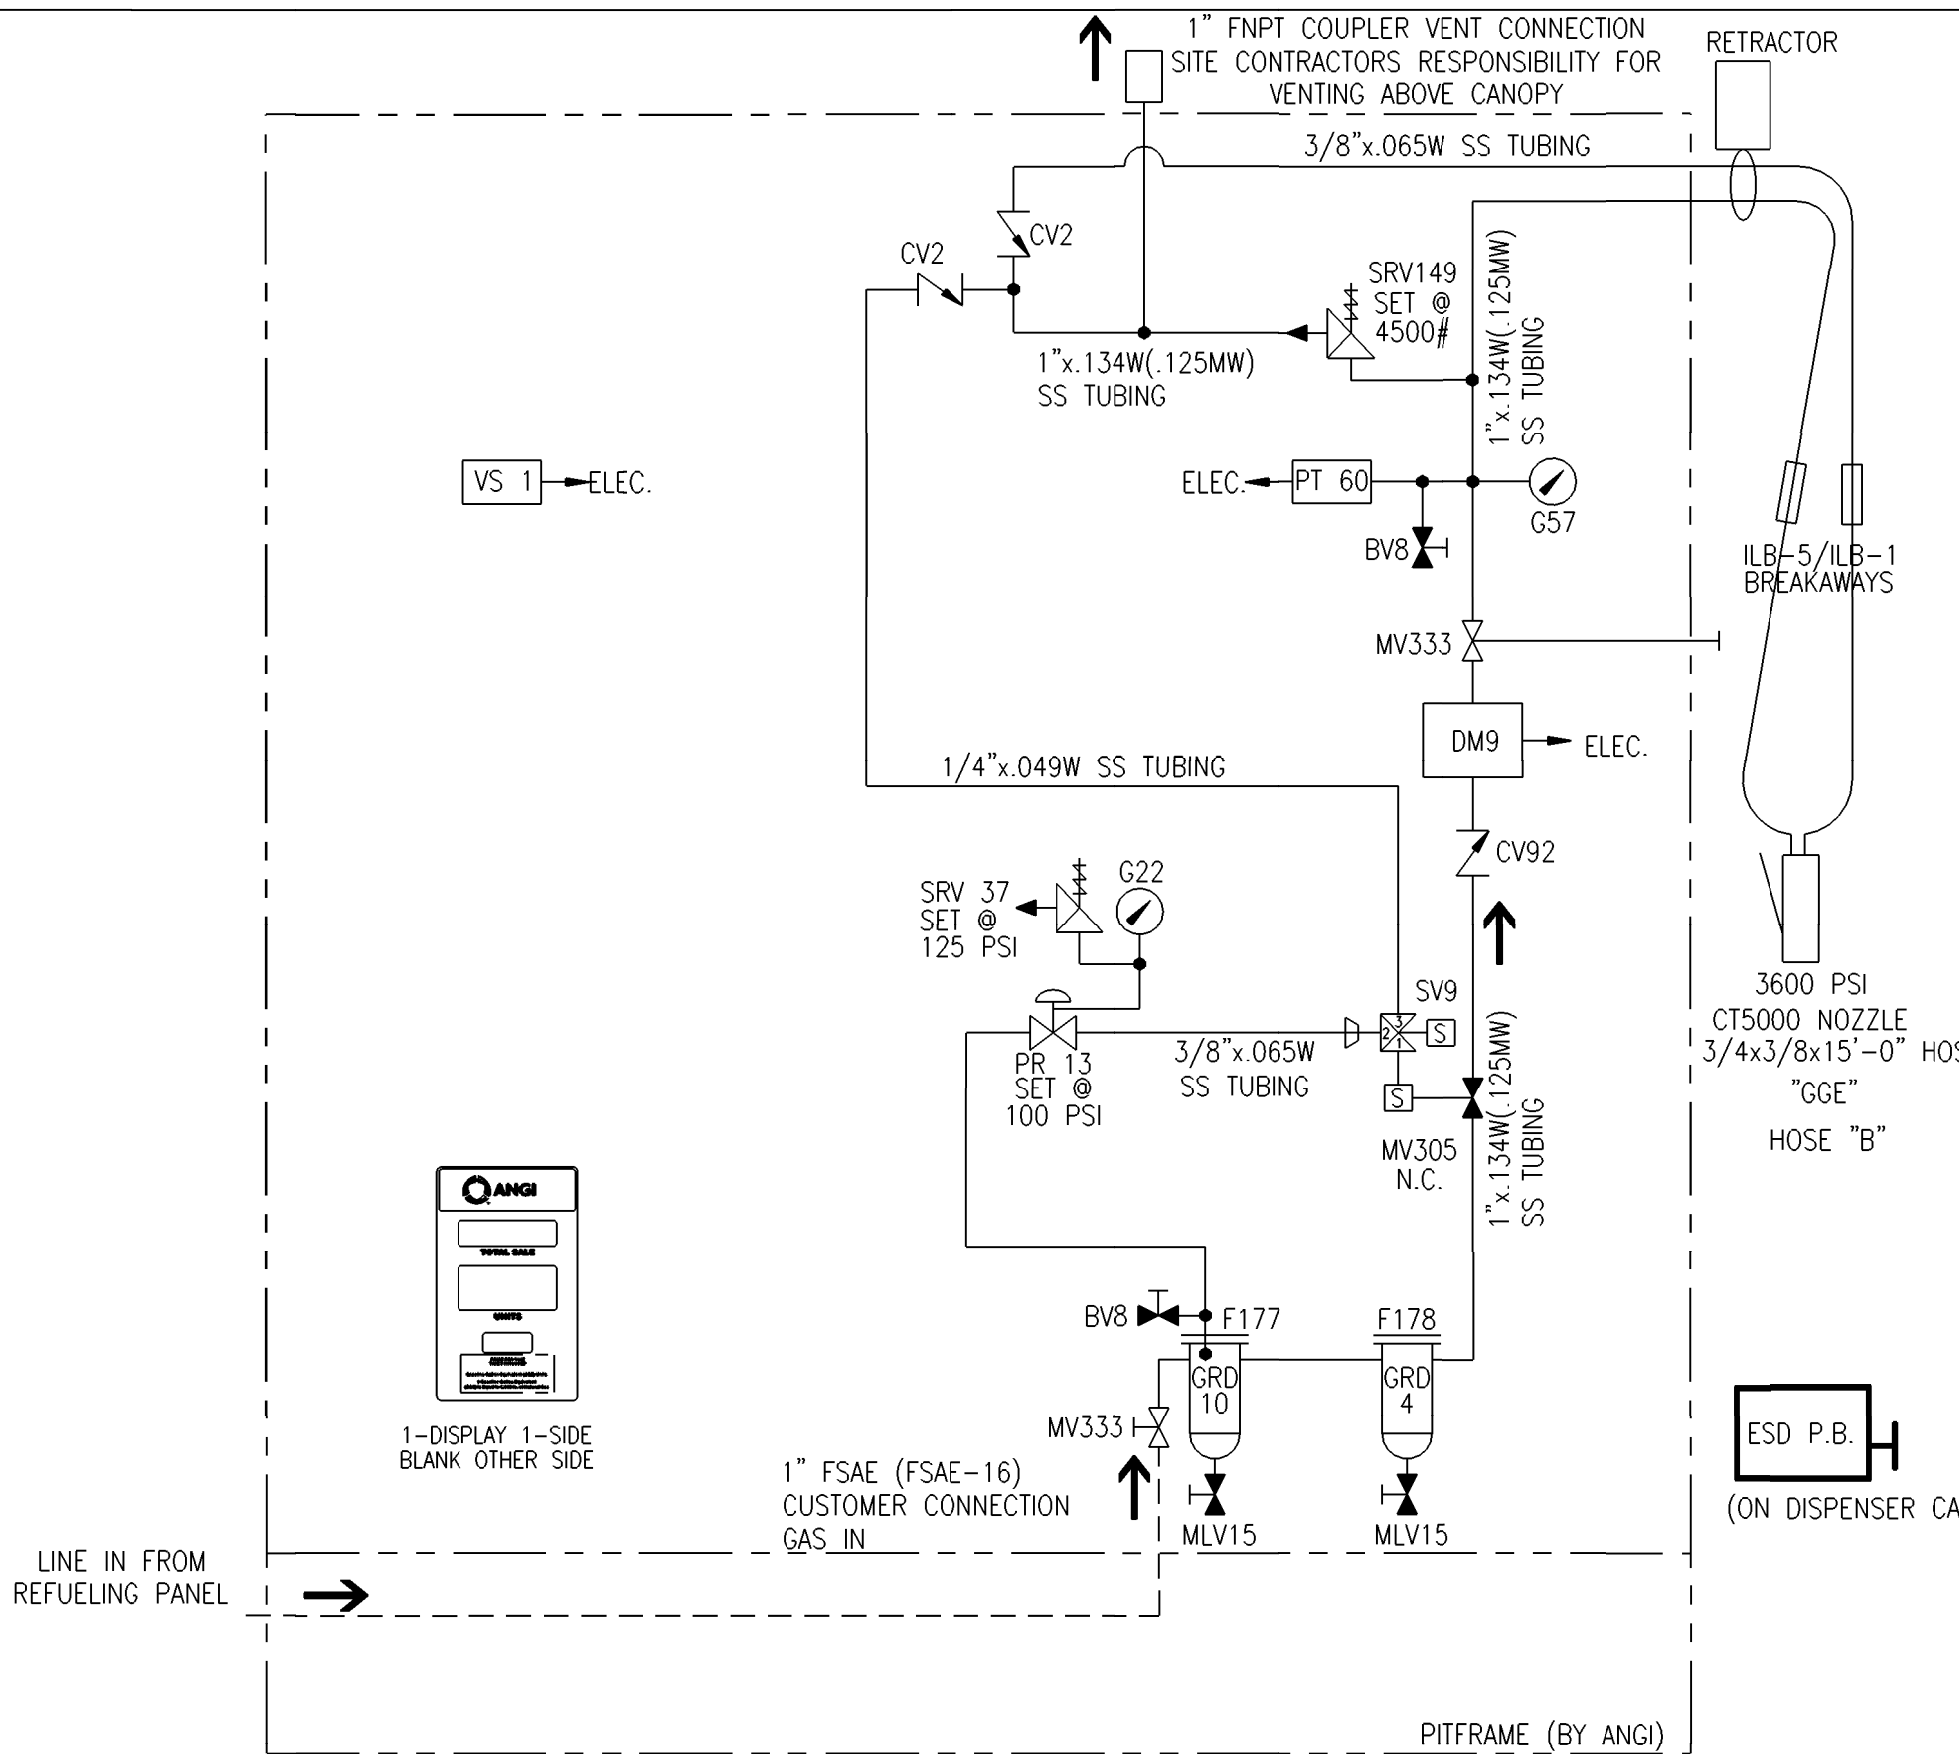 1" FNPT COUPLER VENT CONNECTION
SITE CONTRACTORS RESPONSIBILITY FOR
VENTING ABOVE CANOPY
RETRACTOR
3/8"x.065W SS TUBING
CV2
CV2
SRV149
SET @
4500#
1"x.134W(.125MW)
SS TUBING
1"x.134W(.125MW)
SS TUBING
VS 1
ELEC.
ELEC.
PT 60
G57
BV8
ILB-5/ILB-1
BREAKAWAYS
MV333
DM9
ELEC.
1/4"x.049W SS TUBING
CV92
SRV 37
SET @
125 PSI
G22
3600 PSI
CT5000 NOZZLE
3/4x3/8x15'-0" HOS
"GGE"
HOSE "B"
SV9
3
2
1
S
S
PR 13
SET @
100 PSI
3/8"x.065W
SS TUBING
MV305
N.C.
1"x.134W(.125MW)
SS TUBING
ANGI
TOTAL SALE
UNITS
1-DISPLAY 1-SIDE
BLANK OTHER SIDE
BV8
F177
F178
GRD
10
GRD
4
MV333
MLV15
MLV15
1" FSAE (FSAE-16)
CUSTOMER CONNECTION
GAS IN
ESD P.B.
(ON DISPENSER CA
LINE IN FROM
REFUELING PANEL
PITFRAME (BY ANGI)